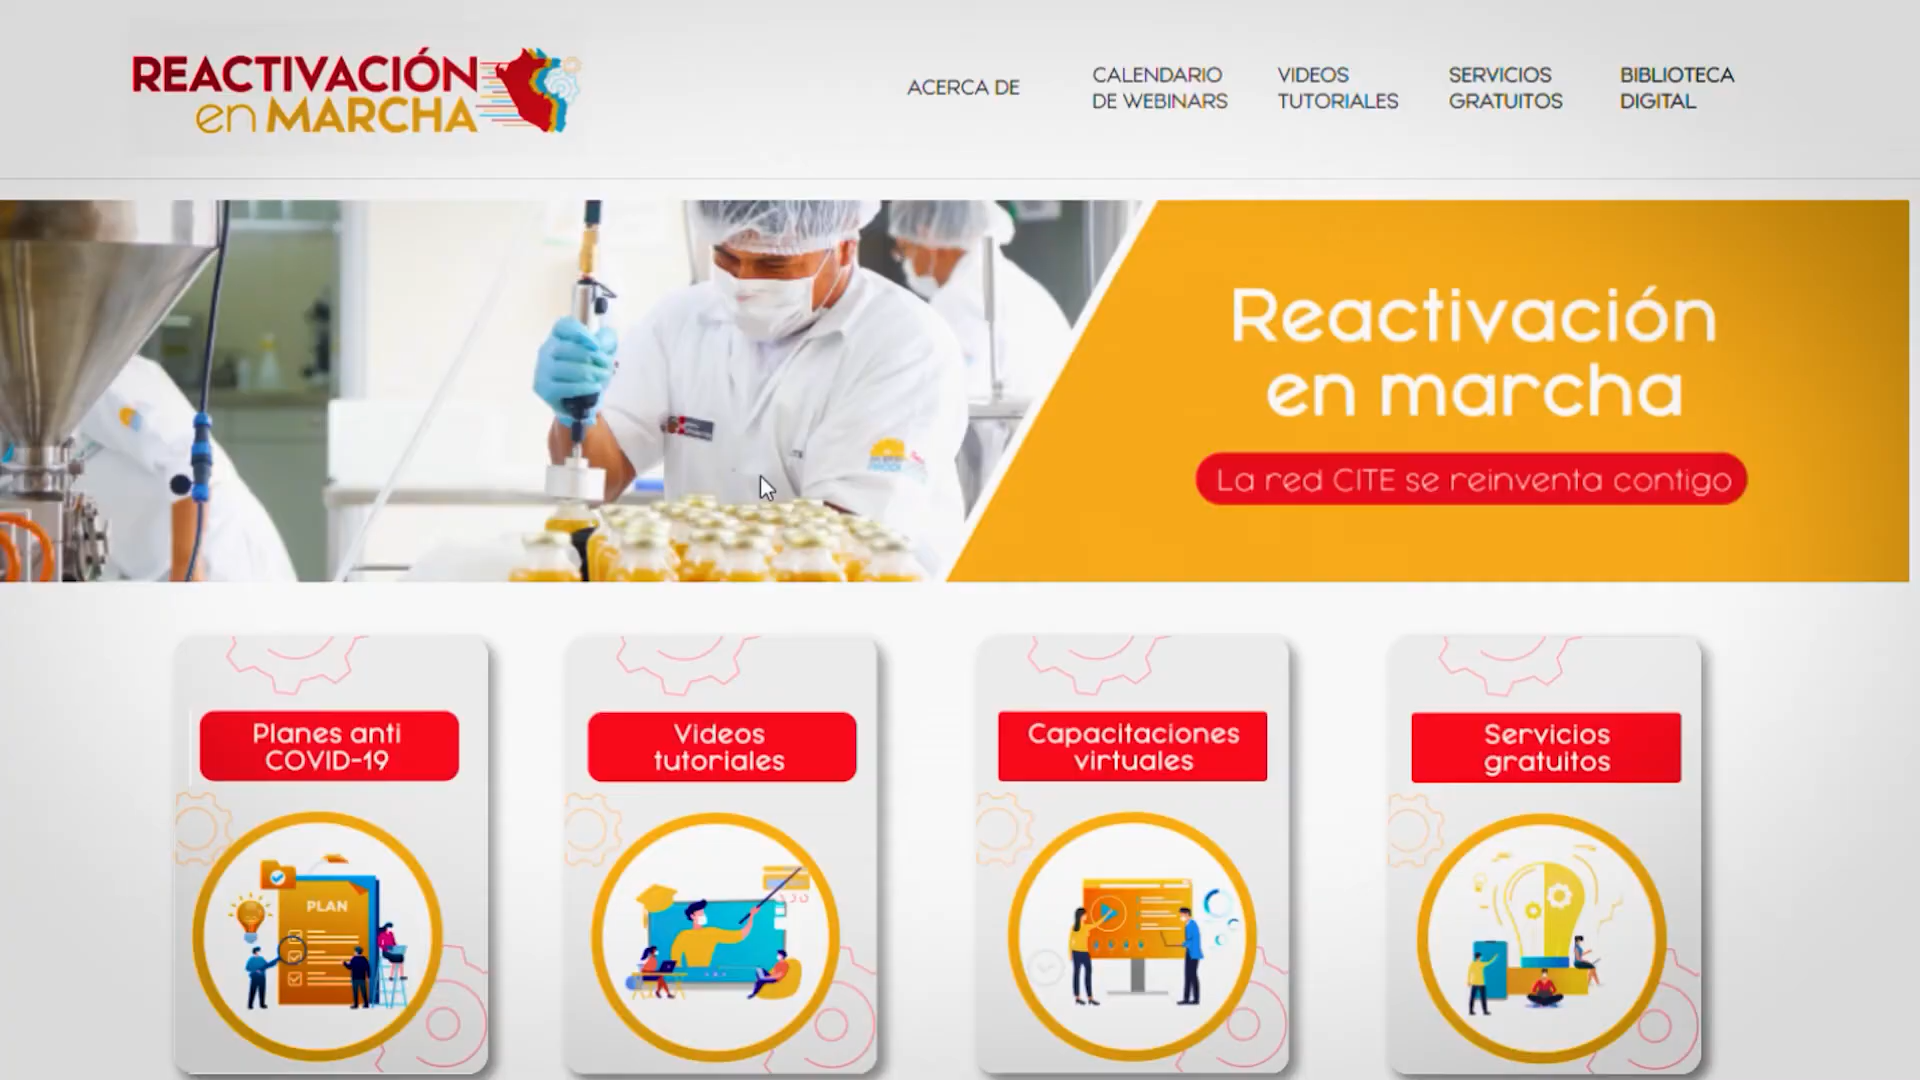 REACTIVACIÓN
en MARCHA
ACERCA DE
CALENDARIO
DE WEBINARS
VIDEOS
TUTORIALES
SERVICIOS
GRATUITOS
BIBLIOTECA
DIGITAL
Reactivación
en marcha
La red CITE se reinventa contigo
Planes anti
COVID-19
Videos
tutoriales
Capacitaciones
virtuales
Servicios
gratuitos
PLAN